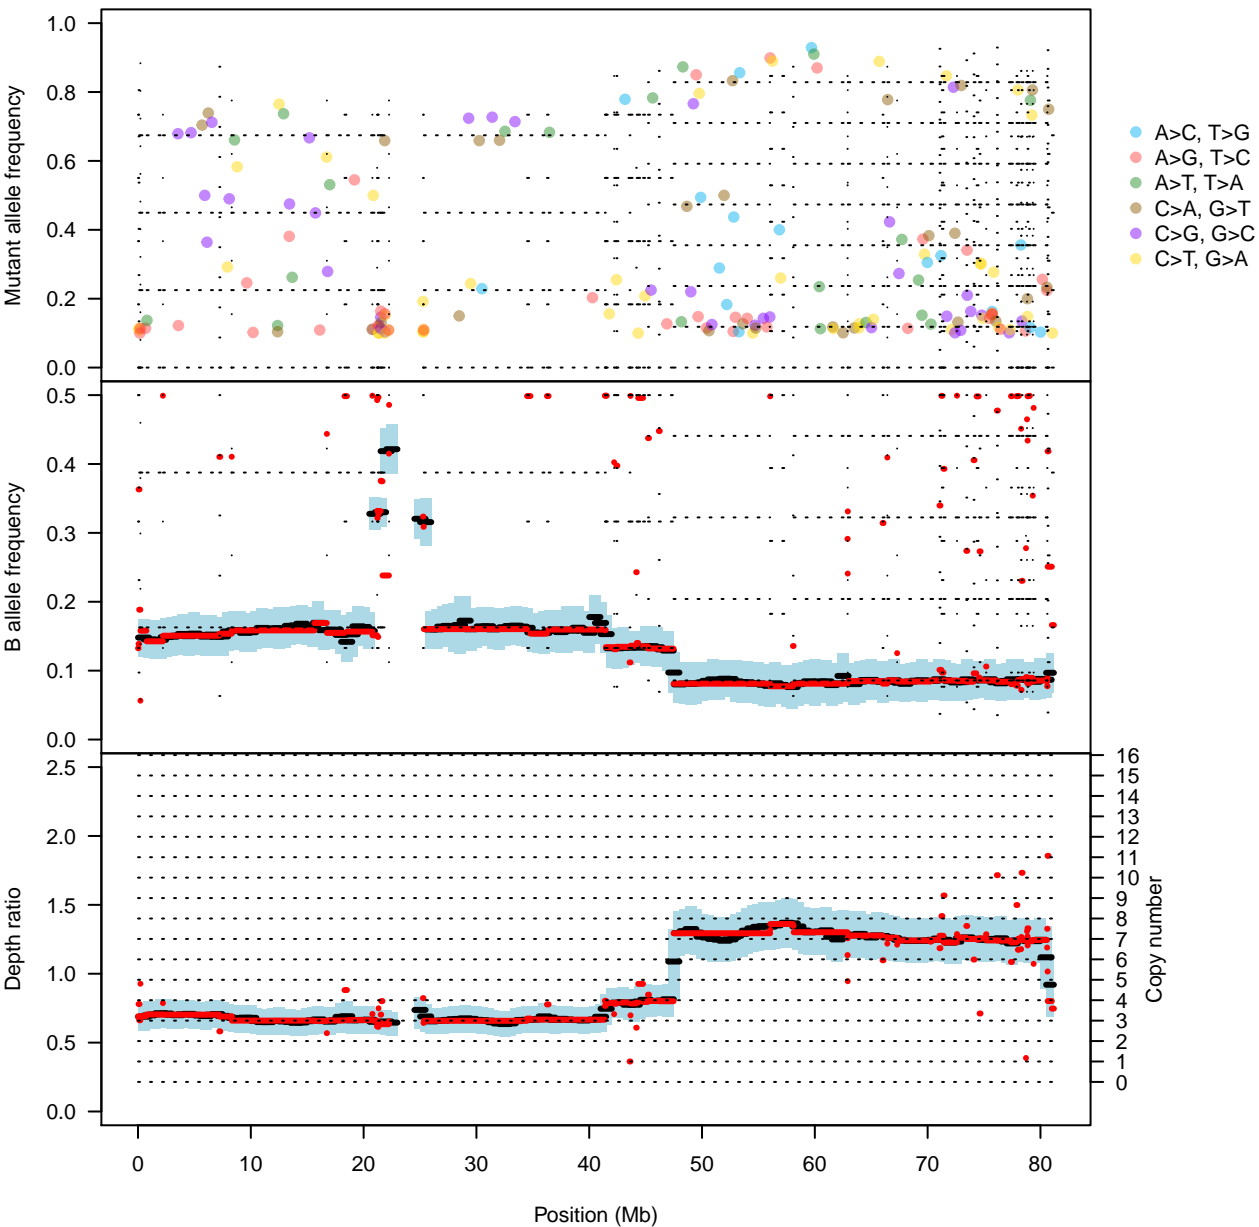 Mutant allele frequency
1.0
0.8
0.6
0.4
0.2
0.0
A>C, T>G
A>G, T>C
A>T, T>A
C>A, G>T
C>G, G>C
C>T, G>A
B allele frequency
0.5
0.4
0.3
0.2
0.1
0.0
Depth ratio
2.5
2.0
1.5
1.0
0.5
0.0
16
15
14
13
12
11
10
9
8
7
6
5
4
3
2
1
0
Copy number
0 10 20 30 40 50 60 70 80
Position (Mb)